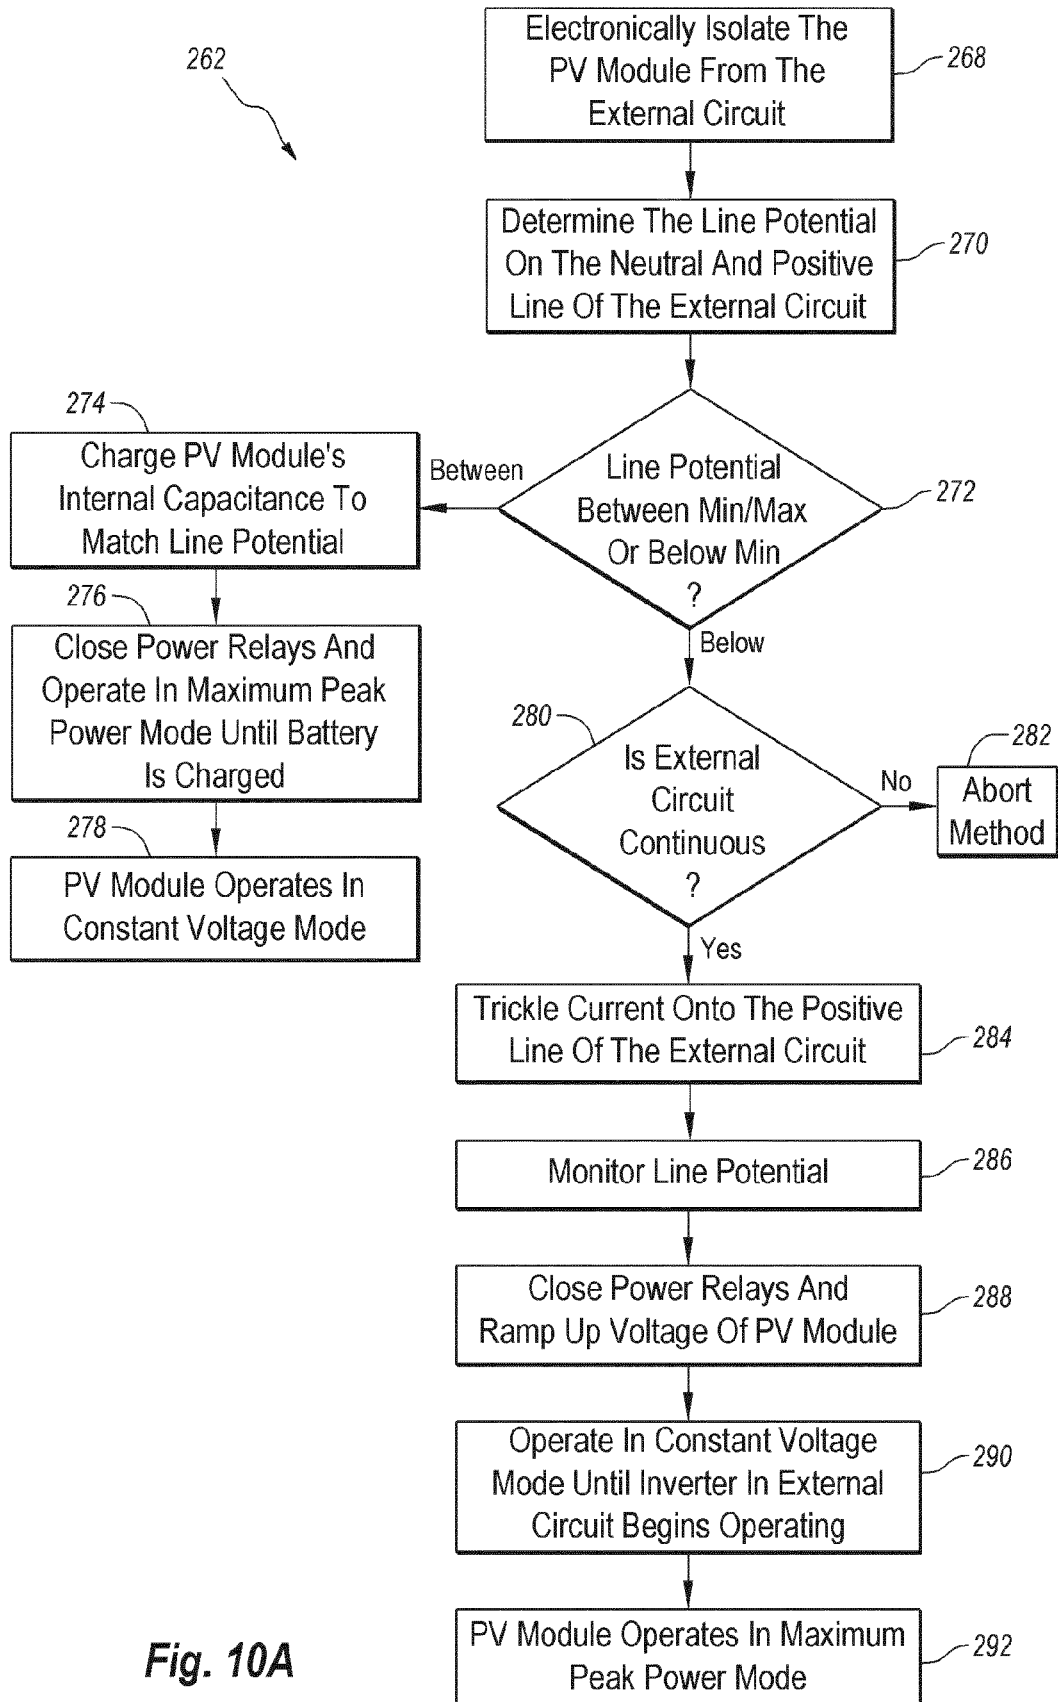 262
Electronically Isolate The
PV Module From The
External Circuit
268
Determine The Line Potential
On The Neutral And Positive
Line Of The External Circuit
270
Line Potential
Between Min/Max
Or Below Min
?
272
Between
274
Charge PV Module's
Internal Capacitance To
Match Line Potential
276
Close Power Relays And
Operate In Maximum Peak
Power Mode Until Battery
Is Charged
278
PV Module Operates In
Constant Voltage Mode
Below
280
Is External
Circuit
Continuous
?
No
282
Abort
Method
Yes
Trickle Current Onto The Positive
Line Of The External Circuit
284
Monitor Line Potential
286
Close Power Relays And
Ramp Up Voltage Of PV Module
288
Operate In Constant Voltage
Mode Until Inverter In External
Circuit Begins Operating
290
PV Module Operates In Maximum
Peak Power Mode
292
Fig. 10A